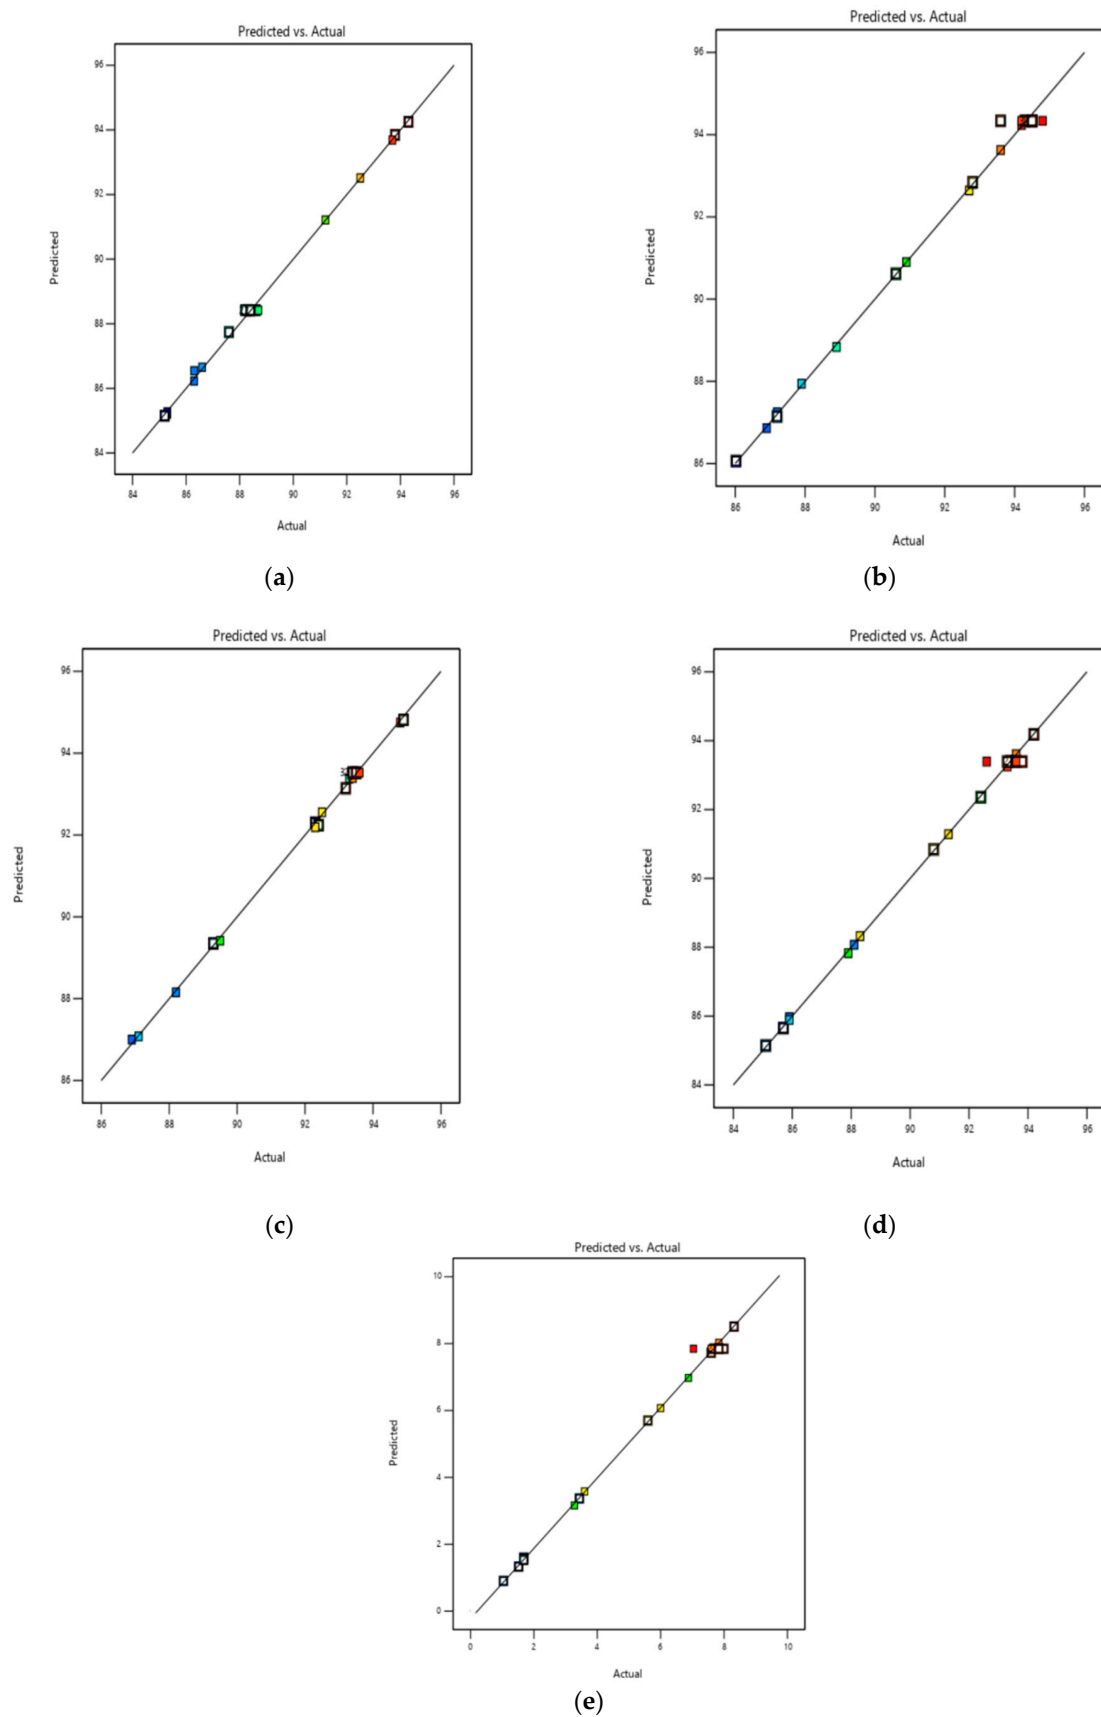 Predicted vs. Actual
96
94
92
90
88
86
84
Predicted
84 86 88 90 92 94 96
Actual
(a)
Predicted vs. Actual
96
94
92
90
88
86
Predicted
86 88 90 92 94 96
Actual
(b)
Predicted vs. Actual
96
94
92
90
88
86
Predicted
86 88 90 92 94 96
Actual
(c)
Predicted vs. Actual
96
94
92
90
88
86
84
Predicted
84 86 88 90 92 94 96
Actual
(d)
Predicted vs. Actual
10
8
6
4
2
0
Predicted
0 2 4 6 8 10
Actual
(e)